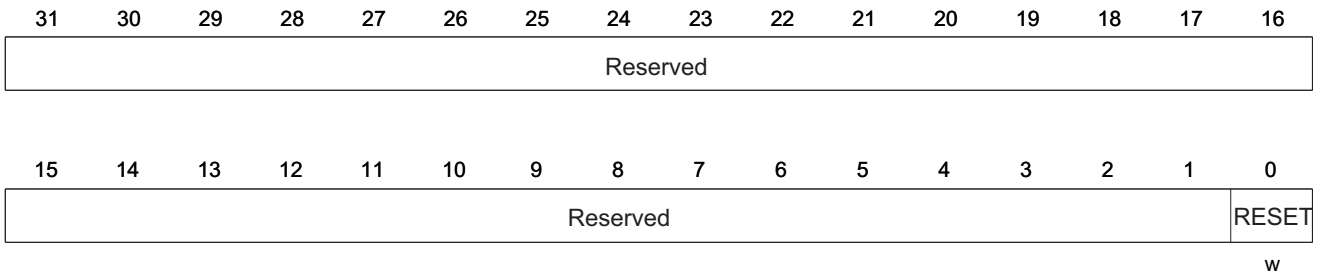 31 30 29 28 27 26 25 24 23 22 21 20 19 18 17 16
Reserved
15 14 13 12 11 10 9 8 7 6 5 4 3 2 1 0
Reserved RESET
w